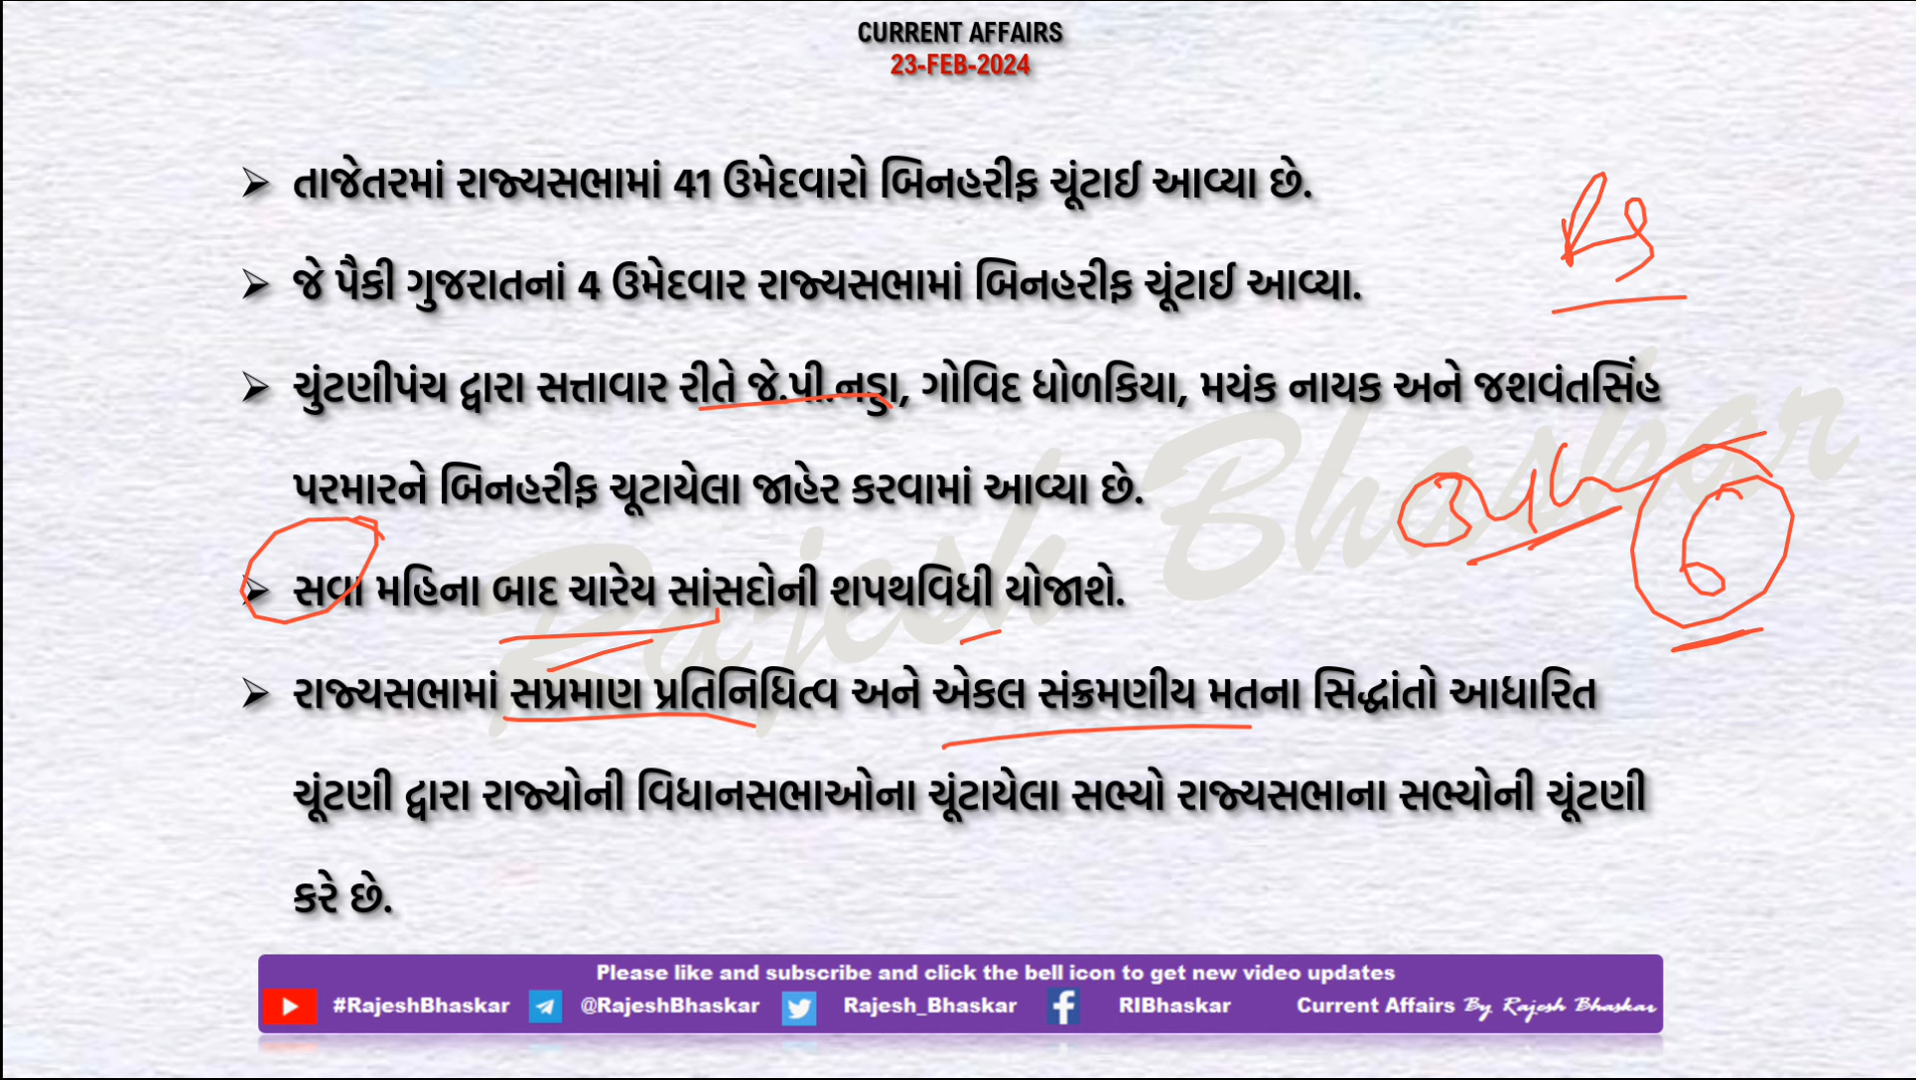 CURRENT AFFAIRS
23-FEB-2024
➢ તાજેતરમાં રાજ્યસભામાં 41 ઉમેદવારો બિનહરીફ ચૂંટાઈ આવ્યા છે.
➢ જે પૈકી ગુજરાતનાં 4 ઉમેદવાર રાજ્યસભામાં બિનહરીફ ચૂંટાઈ આવ્યા.
➢ ચુંટણીપંચ દ્વારા સત્તાવાર રીતે જે.પી.નડ્ડા, ગોવિદ ધોળકિયા, મયંક નાયક અને જશવંતસિંહ
પરમારને બિનહરીફ ચૂટાયેલા જાહેર કરવામાં આવ્યા છે.
➢ સવા મહિના બાદ ચારેય સાંસદોની શપથવિધી યોજાશે.
➢ રાજ્યસભામાં સપ્રમાણ પ્રતિનિધિત્વ અને એકલ સંક્રમણીય મતના સિદ્ધાંતો આધારિત
ચૂંટણી દ્વારા રાજ્યોની વિધાનસભાઓના ચૂંટાયેલા સભ્યો રાજ્યસભાના સભ્યોની ચૂંટણી
કરે છે.
Rajesh Bhaskar
RS
6
Please like and subscribe and click the bell icon to get new video updates
#RajeshBhaskar @RajeshBhaskar Rajesh_Bhaskar RIBhaskar Current Affairs By Rajesh Bhaskar